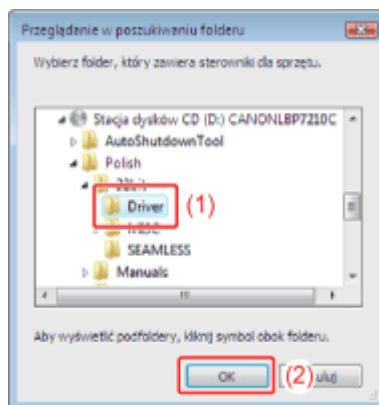 Przeglądanie w poszukiwaniu folderu
Wybierz folder, który zawiera sterowniki dla sprzętu.
Stacja dysków CD (D:) CANONLBP7210C
AutoShutdownTool
Polish
Driver (1)
SEAMLESS
Manuals
Aby wyświetlić podfoldery, kliknij symbol obok folderu.
OK (2)